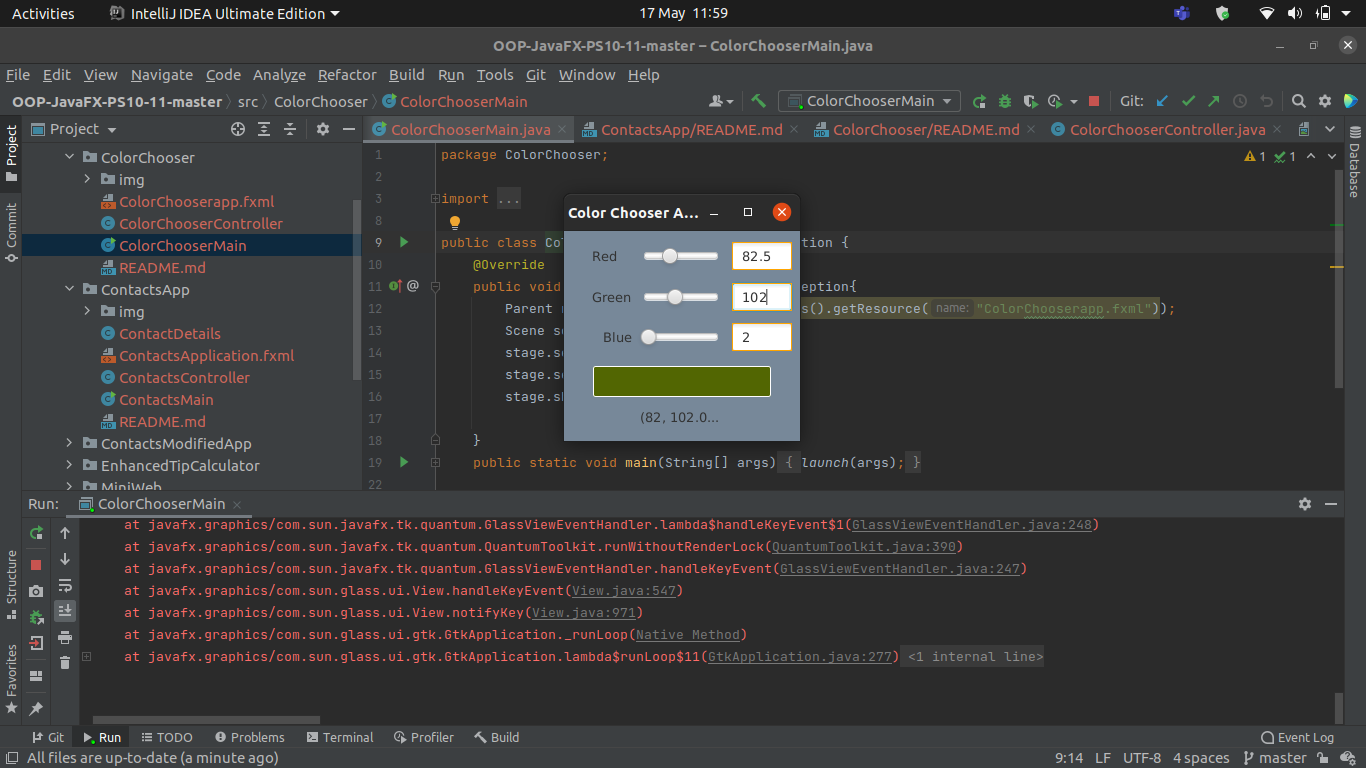 Activities IntelliJ IDEA Ultimate Edition 17 May 11:59
OOP-JavaFX-PS10-11-master – ColorChooserMain.java
File Edit View Navigate Code Analyze Refactor Build Run Tools Git Window Help
OOP-JavaFX-PS10-11-master src ColorChooser ColorChooserMain ColorChooserMain Git:
Project
ColorChooserMain.java ContactsApp/README.md ColorChooser/README.md ColorChooserController.java
Project
Commit
Structure
Favorites
Database
ColorChooser
img
ColorChooserapp.fxml
ColorChooserController
ColorChooserMain
README.md
ContactsApp
img
ContactDetails
ContactsApplication.fxml
ContactsController
ContactsMain
README.md
ContactsModifiedApp
EnhancedTipCalculator
MiniWeb
1 package ColorChooser;
1 1
2
3 import ...
8
9 public class Co tion {
10 @Override
11 @ public void eption{
12 Parent s().getResource( name: "ColorChooserapp.fxml"));
13 Scene s
14 stage.s
15 stage.s
16 stage.s
17
18 }
19 public static void main(String[] args) { launch(args); }
22
Color Chooser A...
Red 82.5
Green 102
Blue 2
(82, 102.0...
Run: ColorChooserMain
at javafx.graphics/com.sun.javafx.tk.quantum.GlassViewEventHandler.lambda$handleKeyEvent$1(GlassViewEventHandler.java:248)
at javafx.graphics/com.sun.javafx.tk.quantum.QuantumToolkit.runWithoutRenderLock(QuantumToolkit.java:390)
at javafx.graphics/com.sun.javafx.tk.quantum.GlassViewEventHandler.handleKeyEvent(GlassViewEventHandler.java:247)
at javafx.graphics/com.sun.glass.ui.View.handleKeyEvent(View.java:547)
at javafx.graphics/com.sun.glass.ui.View.notifyKey(View.java:971)
at javafx.graphics/com.sun.glass.ui.gtk.GtkApplication._runLoop(Native Method)
at javafx.graphics/com.sun.glass.ui.gtk.GtkApplication.lambda$runLoop$11(GtkApplication.java:277) <1 internal line>
Git Run TODO Problems Terminal Profiler Build Event Log
All files are up-to-date (a minute ago) 9:14 LF UTF-8 4 spaces master